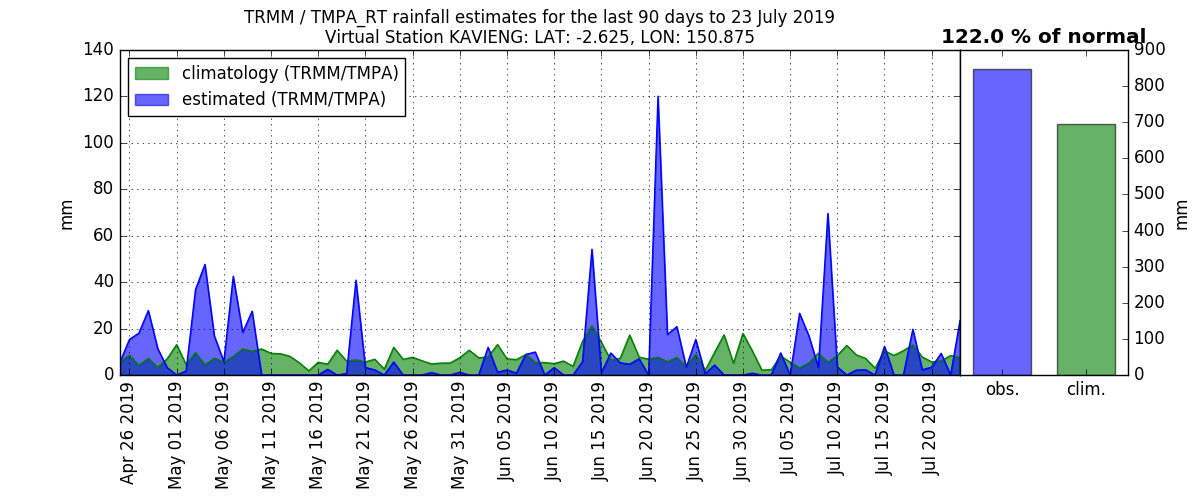 TRMM / TMPA_RT rainfall estimates for the last 90 days to 23 July 2019
Virtual Station KAVIENG: LAT: -2.625, LON: 150.875
122.0 % of normal
climatology (TRMM/TMPA)
estimated (TRMM/TMPA)
mm
140
120
100
80
60
40
20
0
Apr 26 2019
May 01 2019
May 06 2019
May 11 2019
May 16 2019
May 21 2019
May 26 2019
May 31 2019
Jun 05 2019
Jun 10 2019
Jun 15 2019
Jun 20 2019
Jun 25 2019
Jun 30 2019
Jul 05 2019
Jul 10 2019
Jul 15 2019
Jul 20 2019
obs.
clim.
900
800
700
600
500
400
300
200
100
0
mm